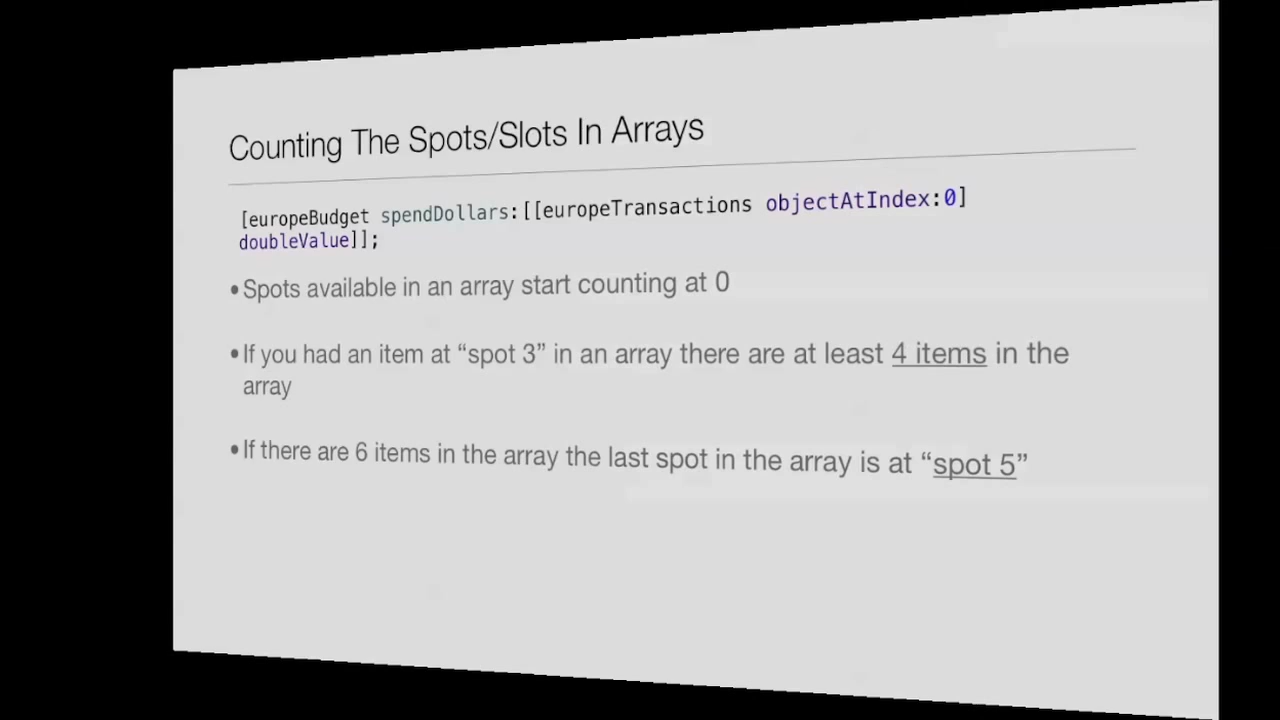 Counting The Spots/Slots In Arrays
[europeBudget spendDollars:[[europeTransactions objectAtIndex:0]
doubleValue]];
•Spots available in an array start counting at 0
•If you had an item at “spot 3” in an array there are at least 4 items in the
array
•If there are 6 items in the array the last spot in the array is at “spot 5”